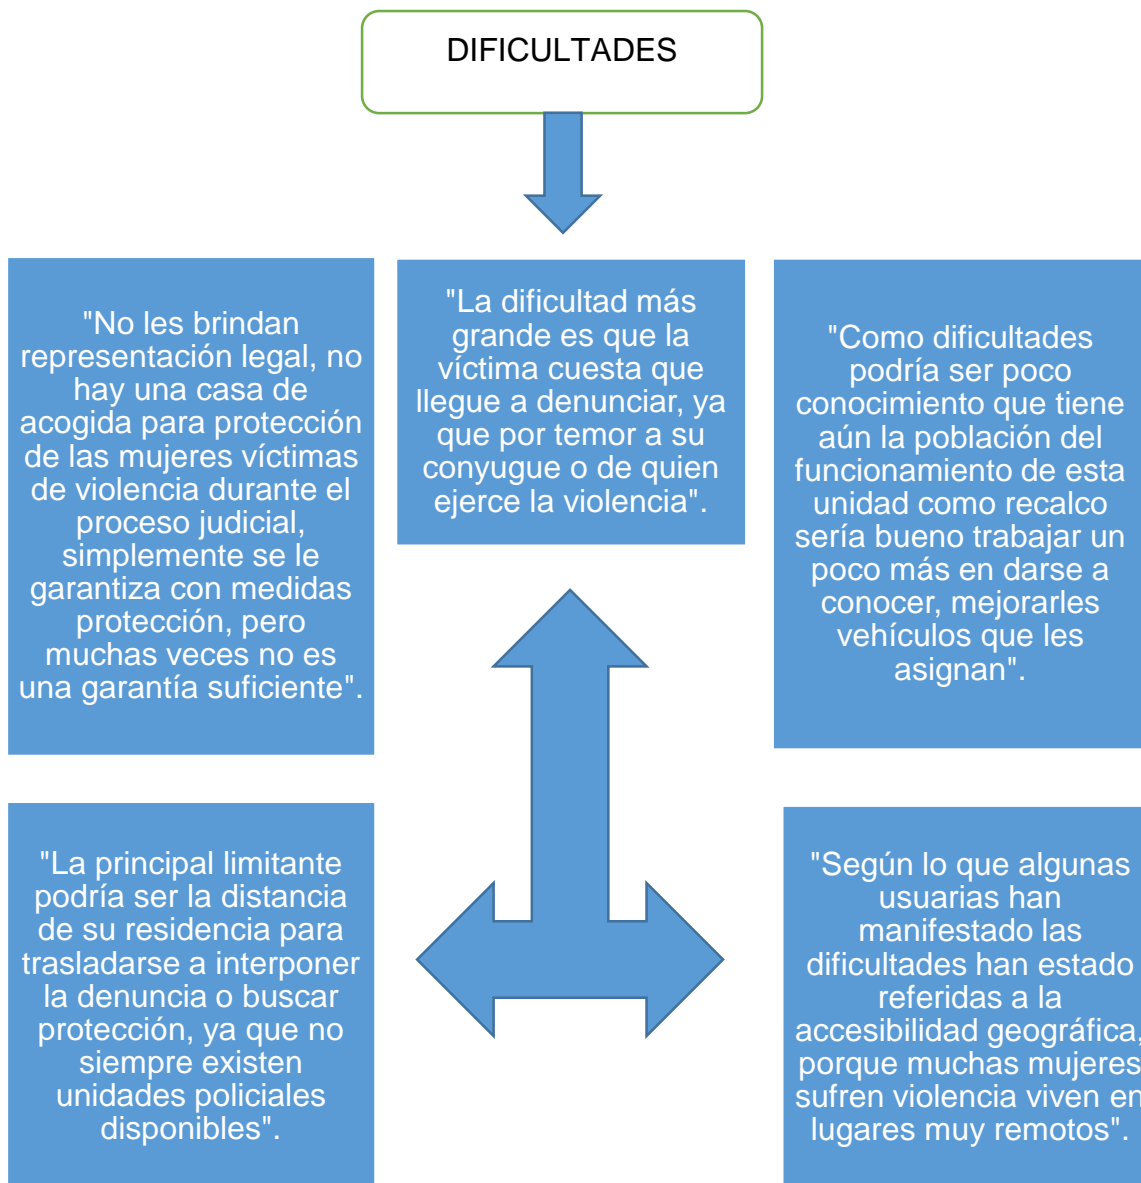 DIFICULTADES
"No les brindan
representación legal, no
hay una casa de
acogida para protección
de las mujeres víctimas
de violencia durante el
proceso judicial,
simplemente se le
garantiza con medidas
protección, pero
muchas veces no es
una garantía suficiente".
"La dificultad más
grande es que la
víctima cuesta que
llegue a denunciar, ya
que por temor a su
conyugue o de quien
ejerce la violencia".
"Como dificultades
podría ser poco
conocimiento que tiene
aún la población del
funcionamiento de esta
unidad como recalco
sería bueno trabajar un
poco más en darse a
conocer, mejorarles
vehículos que les
asignan".
"La principal limitante
podría ser la distancia
de su residencia para
trasladarse a interponer
la denuncia o buscar
protección, ya que no
siempre existen
unidades policiales
disponibles".
"Según lo que algunas
usuarias han
manifestado las
dificultades han estado
referidas a la
accesibilidad geográfica,
porque muchas mujeres
sufren violencia viven en
lugares muy remotos".